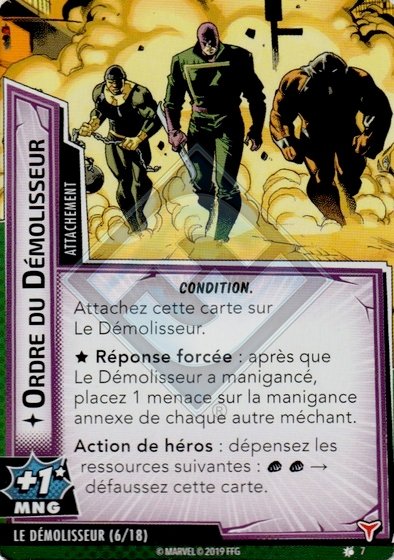 ORDRE DU DÉMOLISSEUR
ATTACHEMENT
CONDITION.
Attachez cette carte sur
Le Démolisseur.
★ Réponse forcée : après que
Le Démolisseur a manigancé,
placez 1 menace sur la manigance
annexe de chaque autre méchant.
Action de héros : dépensez les
ressources suivantes : →
défaussez cette carte.
+1★
MNG
LE DÉMOLISSEUR (6/18)
© MARVEL © 2019 FFG
7